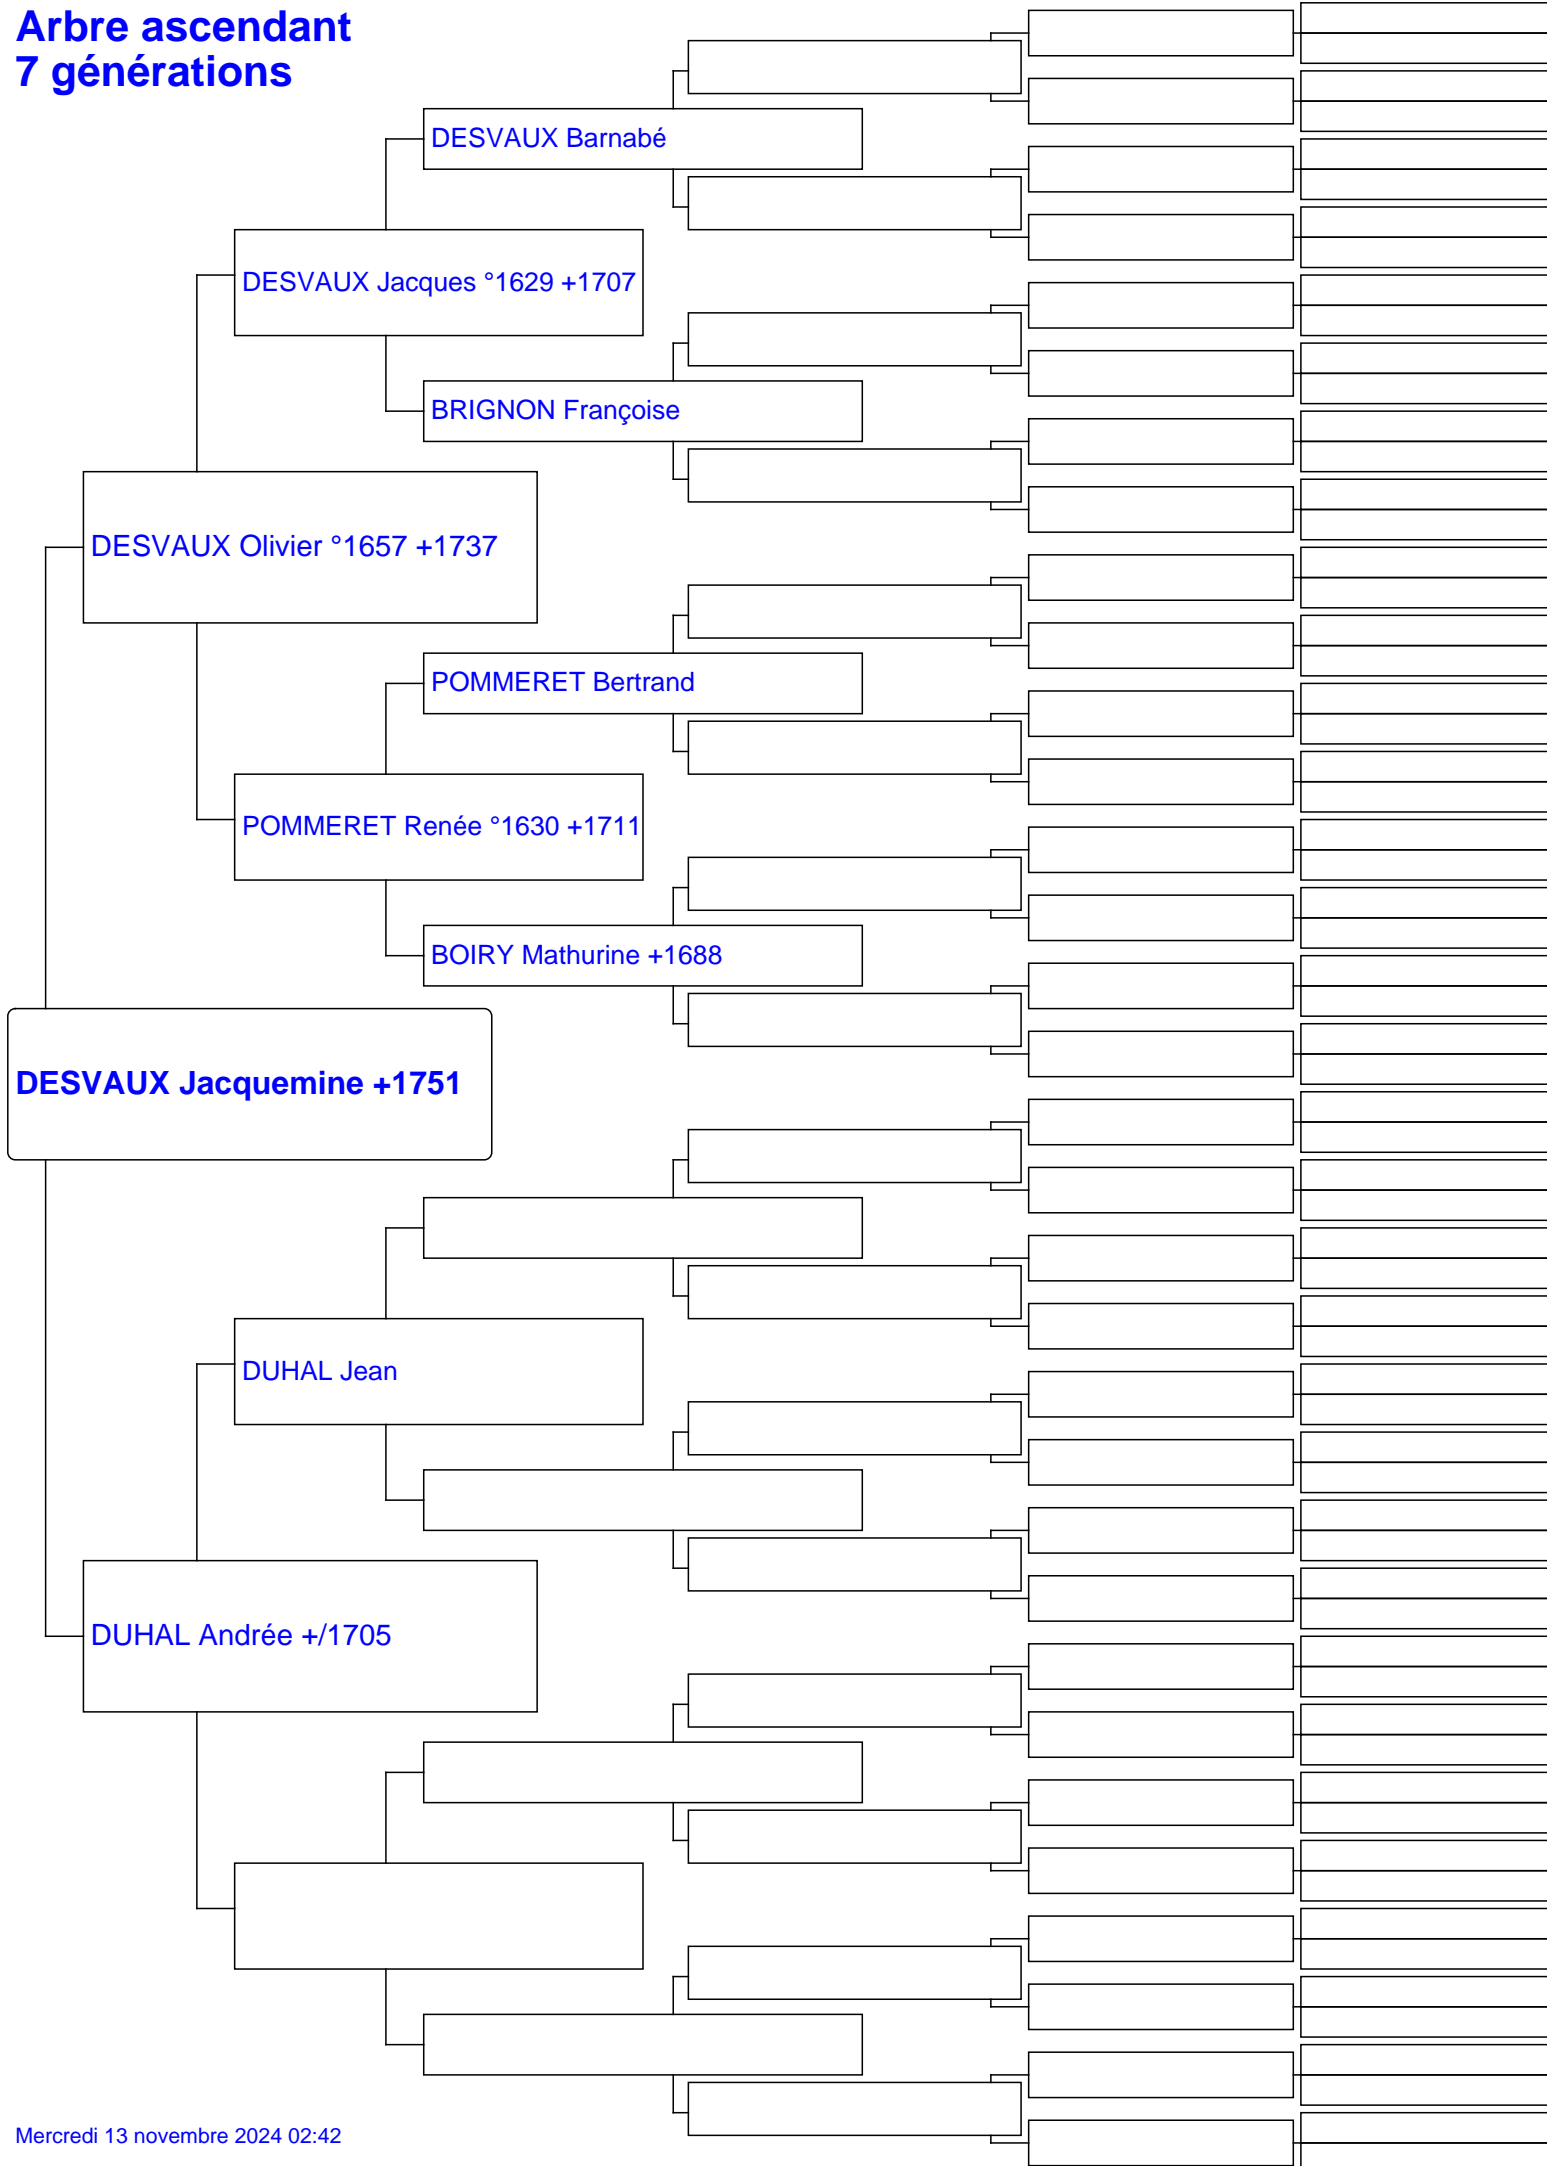 Arbre ascendant
7 générations
DESVAUX Barnabé
DESVAUX Jacques °1629 +1707
BRIGNON Françoise
DESVAUX Olivier °1657 +1737
POMMERET Bertrand
POMMERET Renée °1630 +1711
BOIRY Mathurine +1688
DESVAUX Jacquemine +1751
DUHAL Jean
DUHAL Andrée +/1705
Mercredi 13 novembre 2024 02:42